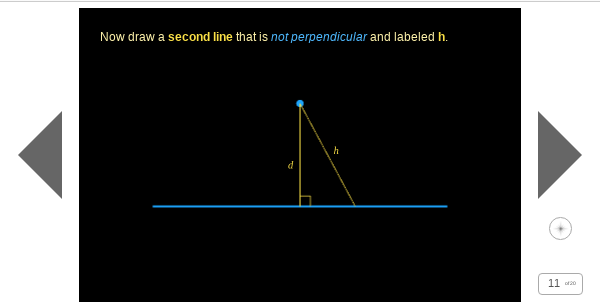 Now draw a second line that is not perpendicular and labeled h.
h
d
11 of 20